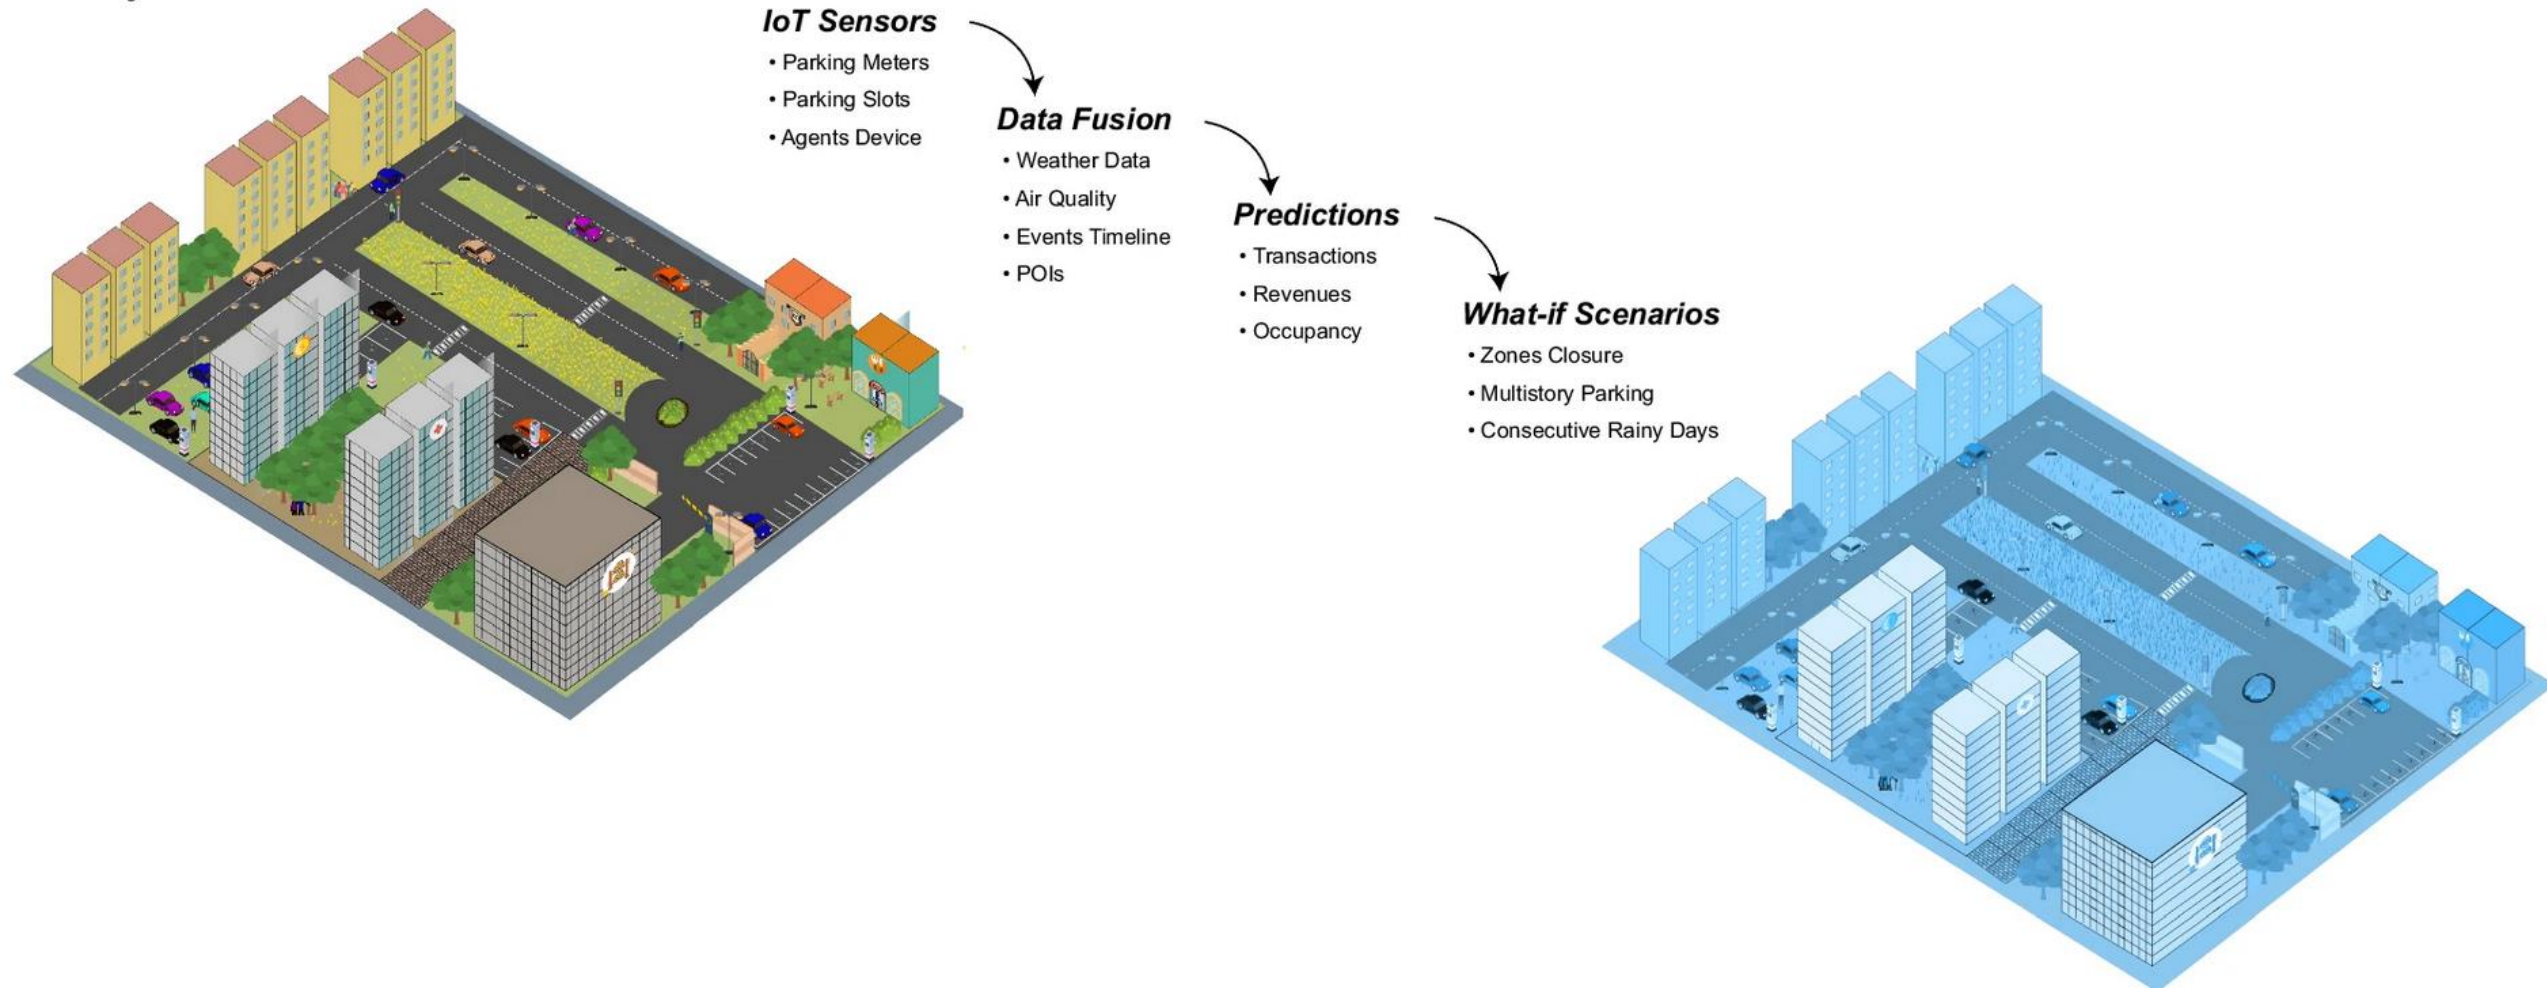 IoT Sensors
• Parking Meters
• Parking Slots
• Agents Device
Data Fusion
• Weather Data
• Air Quality
• Events Timeline
• POIs
Predictions
• Transactions
• Revenues
• Occupancy
What-if Scenarios
• Zones Closure
• Multistory Parking
• Consecutive Rainy Days